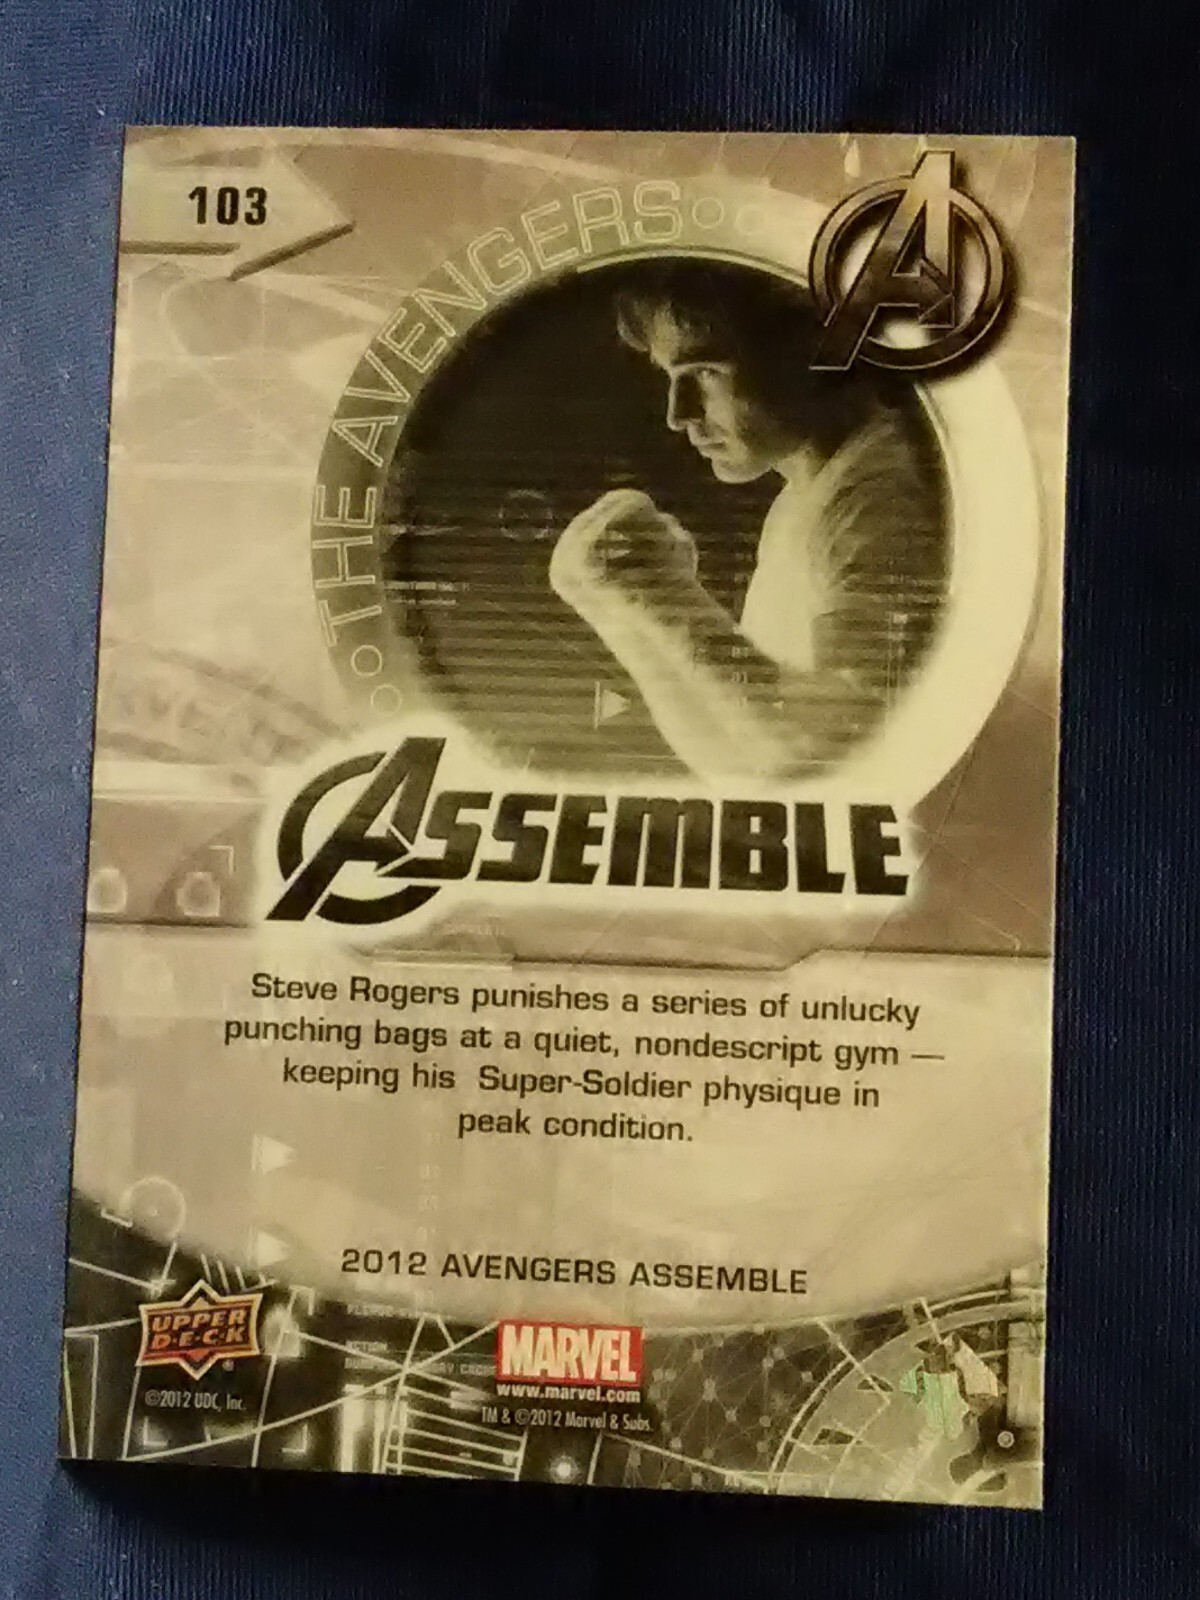 103
THE AVENGERS
ASSEMBLE
Steve Rogers punishes a series of unlucky
punching bags at a quiet, nondescript gym —
keeping his Super-Soldier physique in
peak condition.
2012 AVENGERS ASSEMBLE
UPPER
D·E·C·K
®
©2012 UDC, Inc.
MARVEL
www.marvel.com
TM & ©2012 Marvel & Subs.